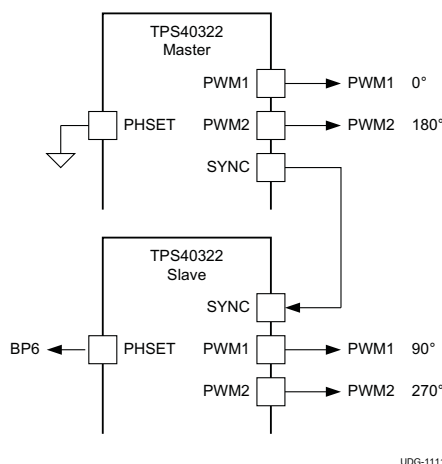 TPS40322
Master
PWM1 PWM1 0°
PHSET PWM2 PWM2 180°
SYNC
TPS40322
Slave
SYNC
BP6 PHSET PWM1 PWM1 90°
PWM2 PWM2 270°